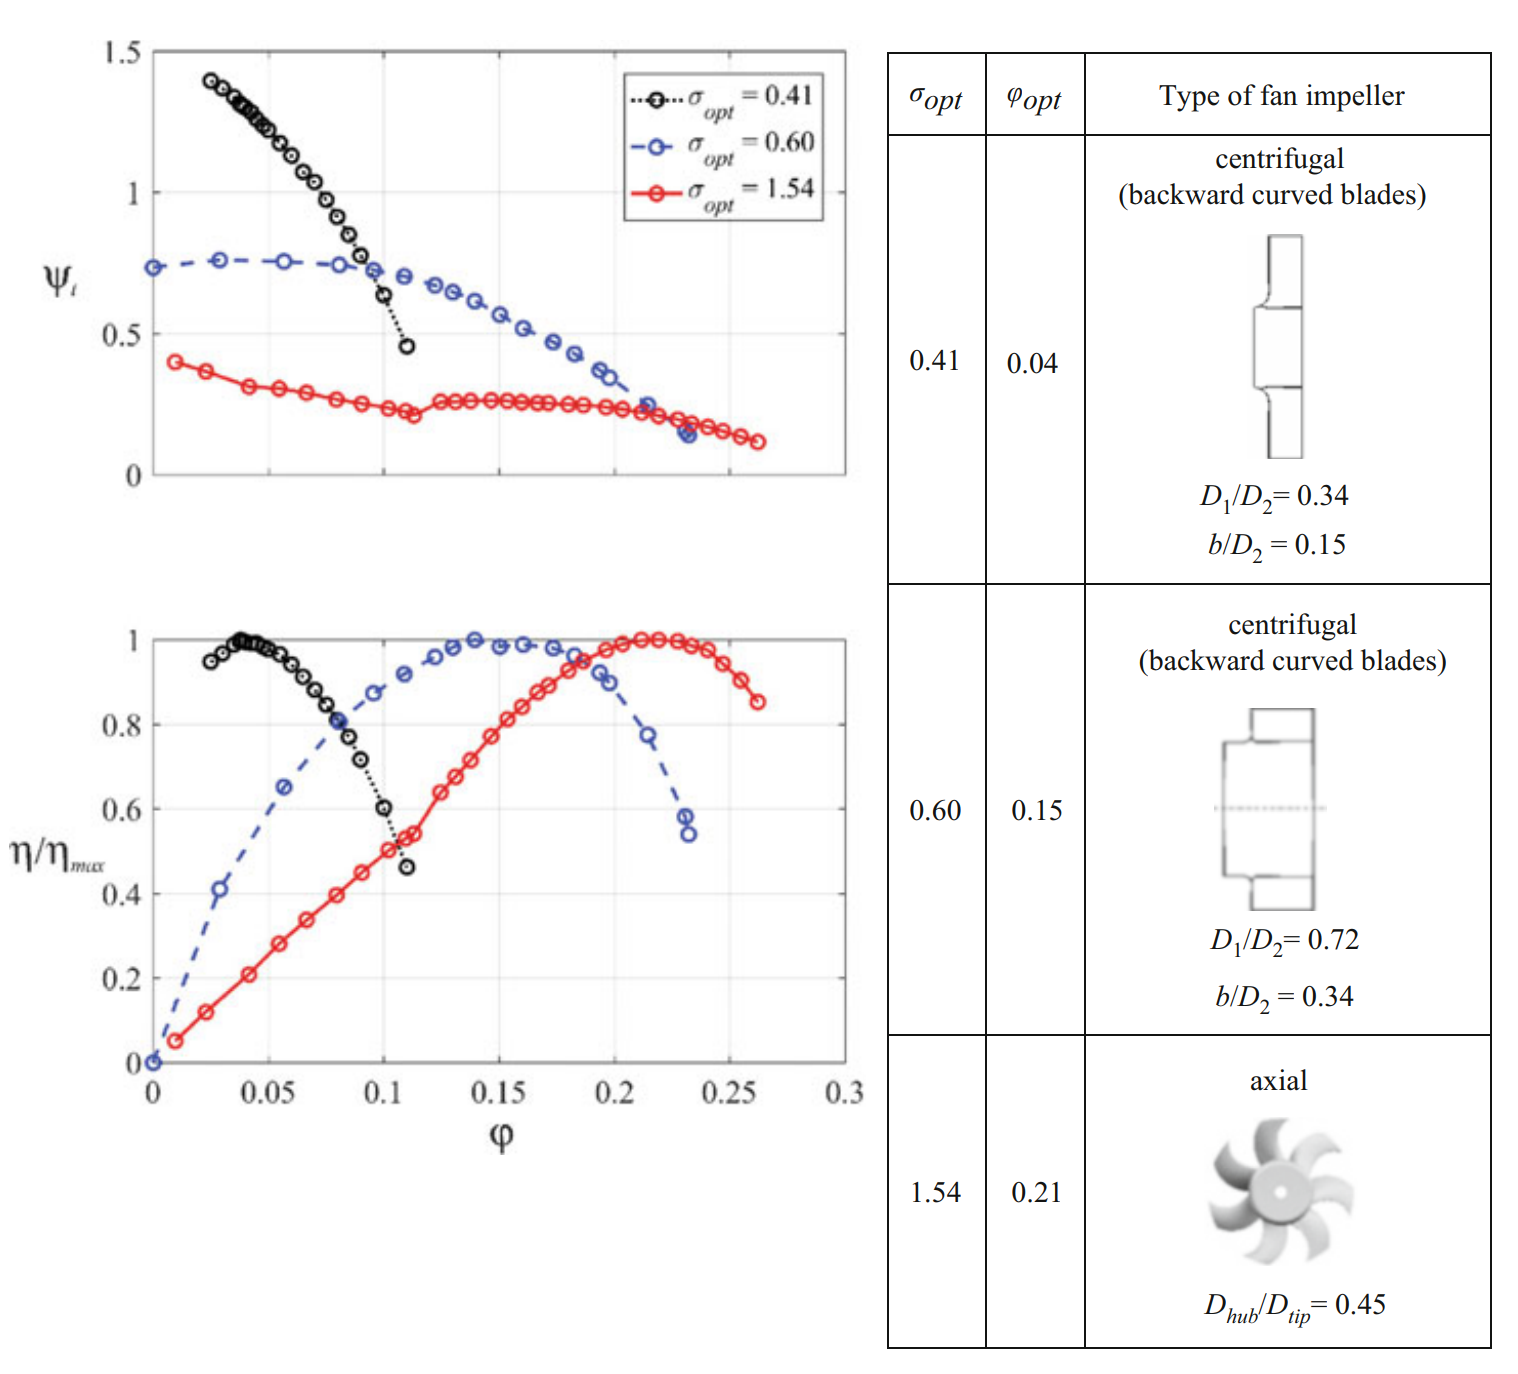 1.5
1
0.5
0
ψt
σopt = 0.41
σopt = 0.60
σopt = 1.54
1
0.8
0.6
0.4
0.2
0
η/ηmax
0 0.05 0.1 0.15 0.2 0.25 0.3
φ
σopt φopt Type of fan impeller
0.41 0.04
centrifugal
(backward curved blades)
D1/D2= 0.34
b/D2 = 0.15
0.60 0.15
centrifugal
(backward curved blades)
D1/D2= 0.72
b/D2 = 0.34
1.54 0.21
axial
Dhub/Dtip= 0.45